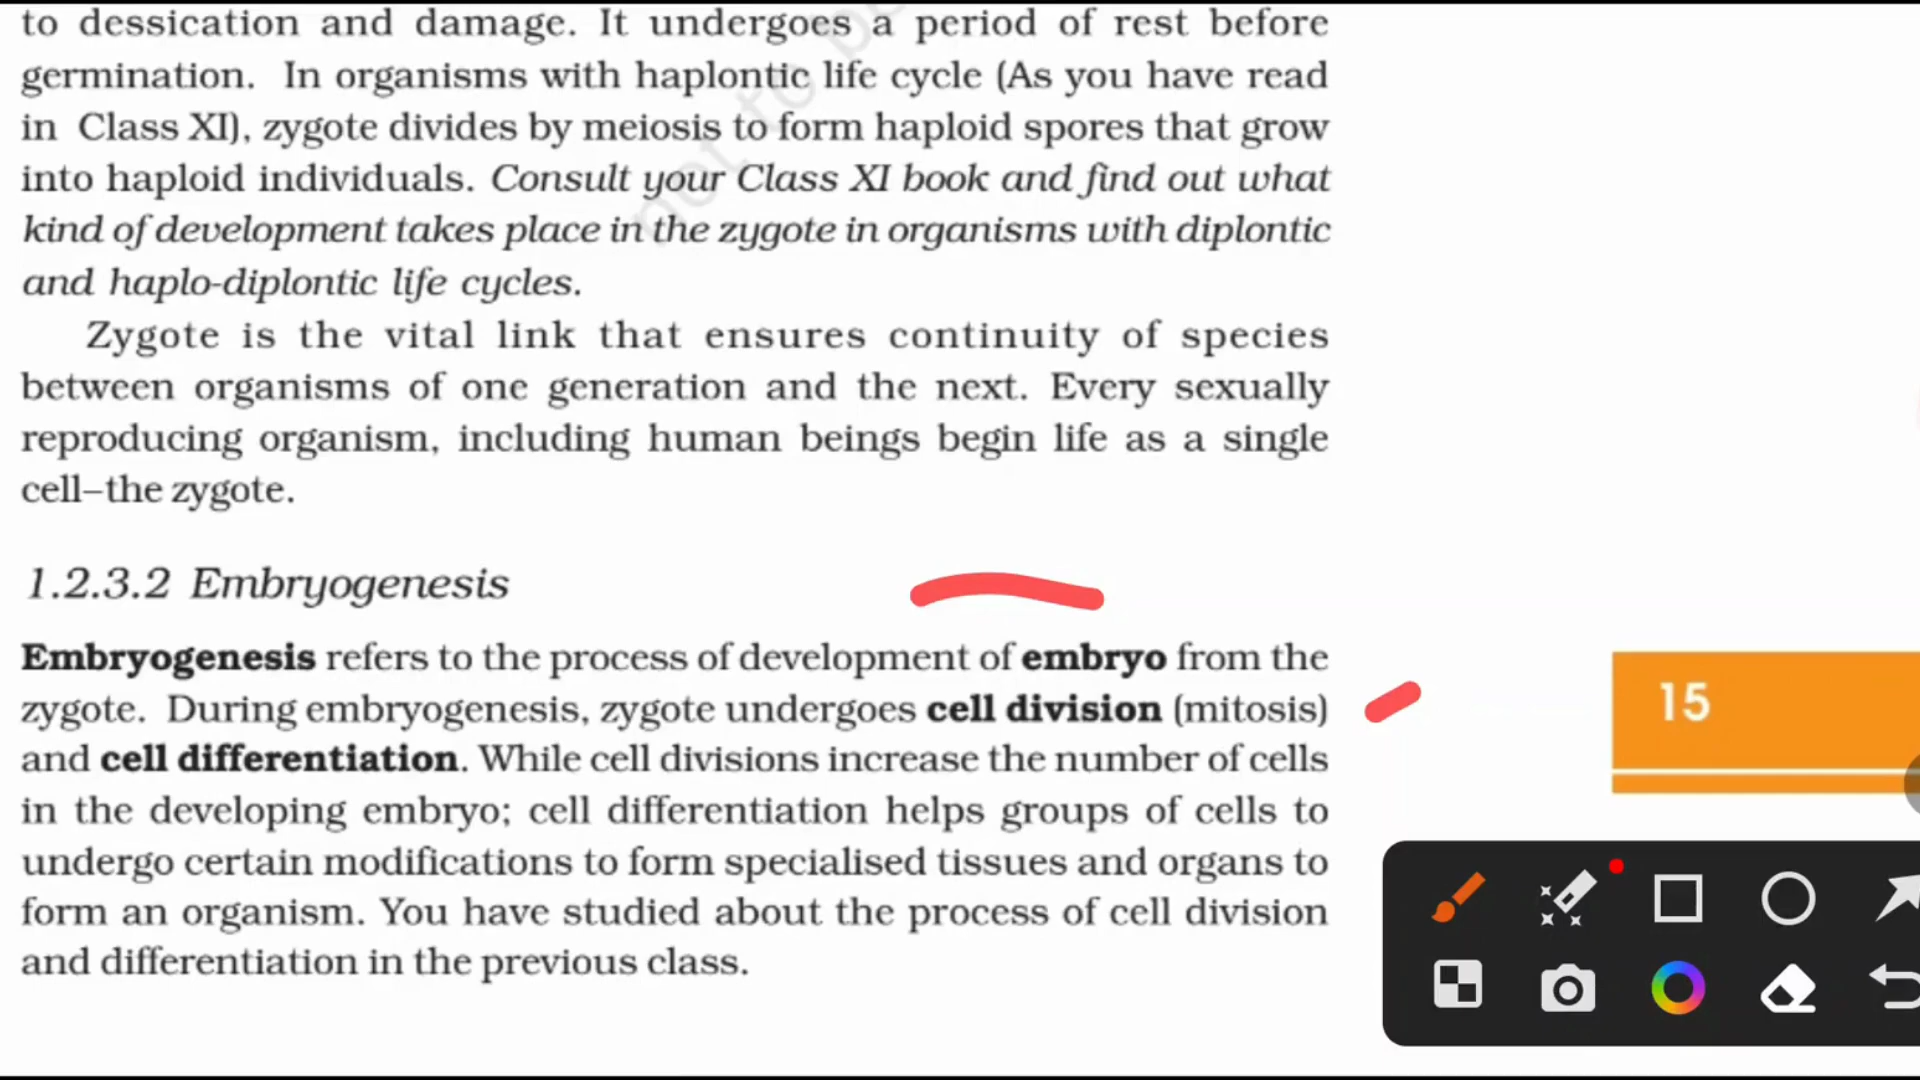 to dessication and damage. It undergoes a period of rest before
germination. In organisms with haplontic life cycle (As you have read
in Class XI), zygote divides by meiosis to form haploid spores that grow
into haploid individuals. Consult your Class XI book and find out what
kind of development takes place in the zygote in organisms with diplontic
and haplo-diplontic life cycles.
Zygote is the vital link that ensures continuity of species
between organisms of one generation and the next. Every sexually
reproducing organism, including human beings begin life as a single
cell–the zygote.
1.2.3.2 Embryogenesis
Embryogenesis refers to the process of development of embryo from the
zygote. During embryogenesis, zygote undergoes cell division (mitosis)
and cell differentiation. While cell divisions increase the number of cells
in the developing embryo; cell differentiation helps groups of cells to
undergo certain modifications to form specialised tissues and organs to
form an organism. You have studied about the process of cell division
and differentiation in the previous class.
15
not to